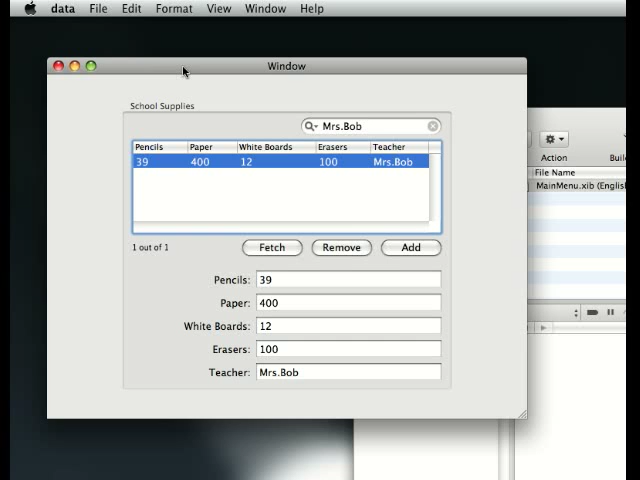 data File Edit Format View Window Help
Window
School Supplies
Mrs.Bob
Pencils Paper White Boards Erasers Teacher
39 400 12 100 Mrs.Bob
1 out of 1 Fetch Remove Add
Pencils: 39
Paper: 400
White Boards: 12
Erasers: 100
Teacher: Mrs.Bob
Action
File Name
MainMenu.xib (English